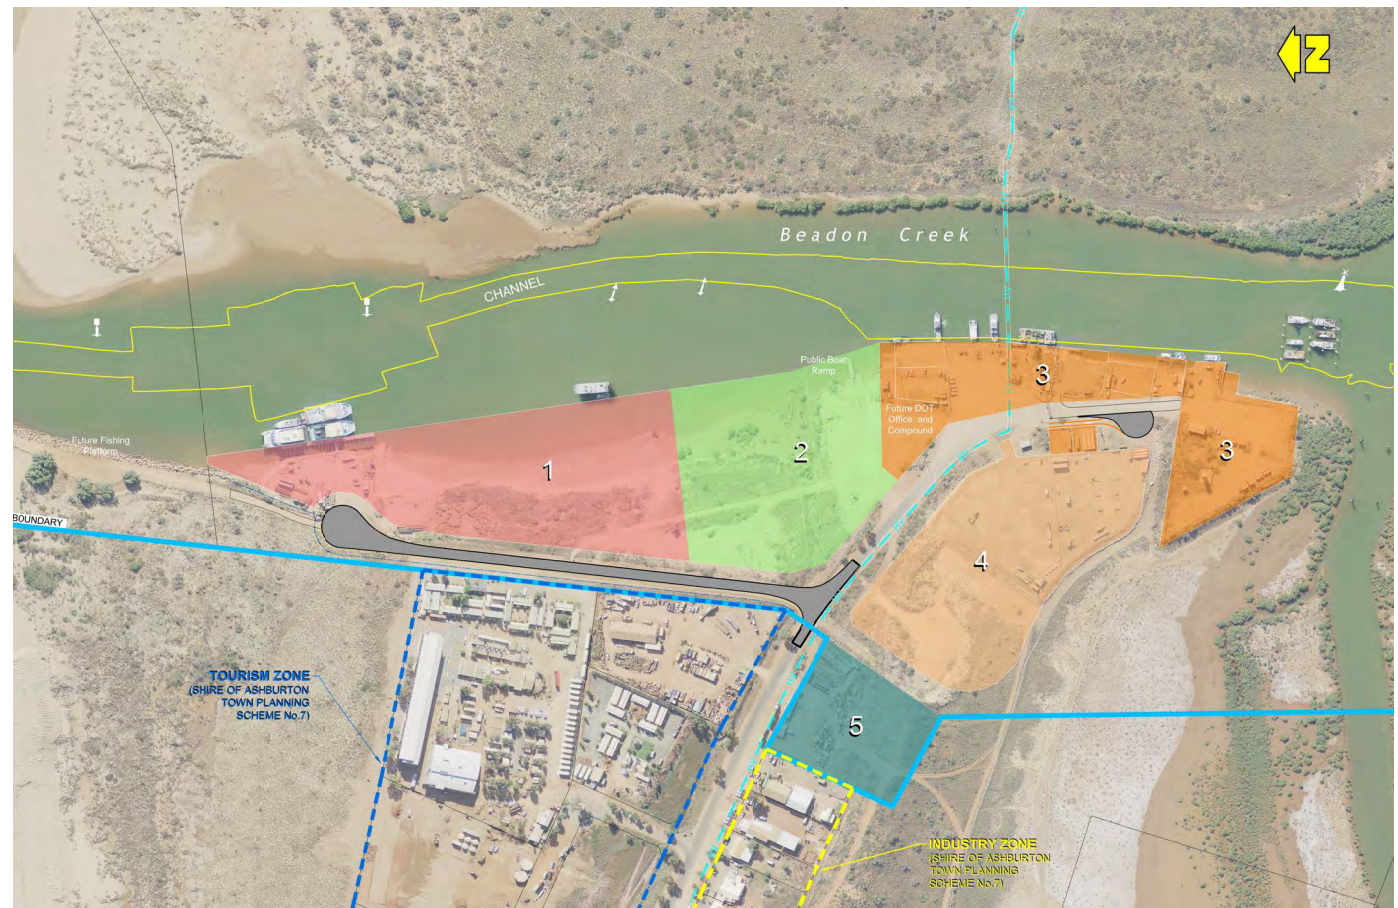 N
Beadon Creek
CHANNEL
Public Boat
Ramp
3
Future DOT
Office and
Compound
Future Fishing
Platform
1
2
3
BOUNDARY
4
TOURISM ZONE
(SHIRE OF ASHBURTON
TOWN PLANNING
SCHEME No.7)
5
INDUSTRY ZONE
(SHIRE OF ASHBURTON
TOWN PLANNING
SCHEME No.7)